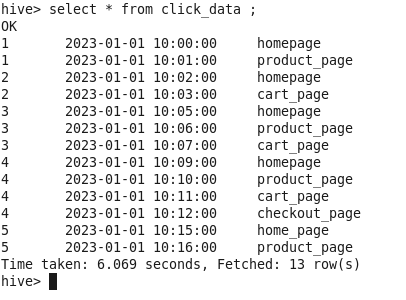 hive> select * from click_data ;
OK
1 2023-01-01 10:00:00 homepage
1 2023-01-01 10:01:00 product_page
2 2023-01-01 10:02:00 homepage
2 2023-01-01 10:03:00 cart_page
3 2023-01-01 10:05:00 homepage
3 2023-01-01 10:06:00 product_page
3 2023-01-01 10:07:00 cart_page
4 2023-01-01 10:09:00 homepage
4 2023-01-01 10:10:00 product_page
4 2023-01-01 10:11:00 cart_page
4 2023-01-01 10:12:00 checkout_page
5 2023-01-01 10:15:00 home_page
5 2023-01-01 10:16:00 product_page
Time taken: 6.069 seconds, Fetched: 13 row(s)
hive>